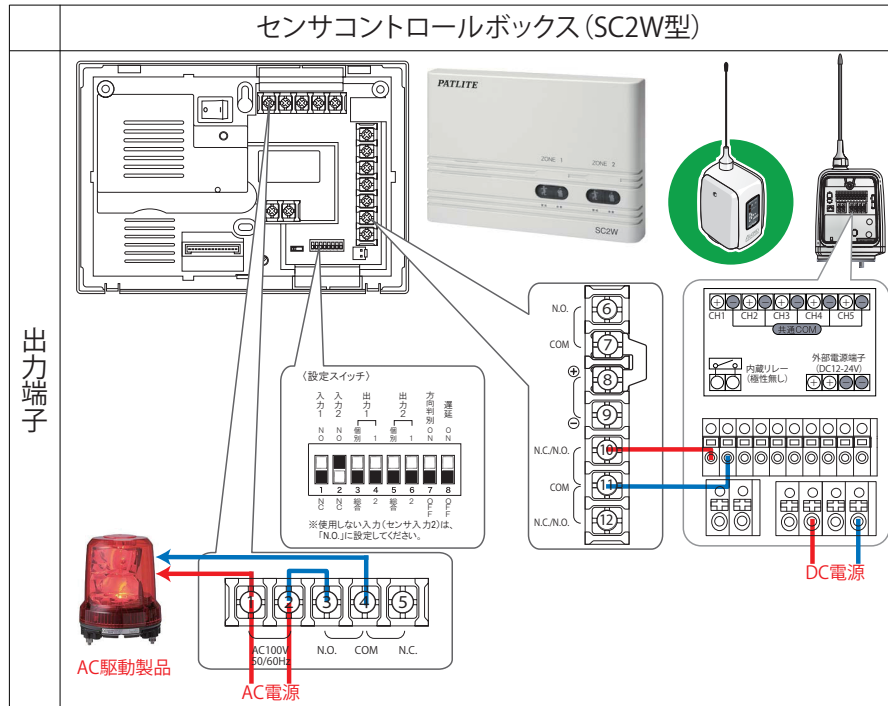 センサコントロールボックス（SC2W型）
出力端子
PATLITE
ZONE 1
ZONE 2
SC2W
CH1
CH2
CH3
CH4
CH5
共通COM
内蔵リレー
（極性無し）
外部電源端子
（DC12-24V）
DC電源
N.O.
COM
⊕
⊖
N.C./N.O.
COM
N.C./N.O.
⑥
⑦
⑧
⑨
⑩
⑪
⑫
〈設定スイッチ〉
入力1
入力2
出力1
出力2
方向判別
遅延
NO
NO
個別
1
個別
1
ON
ON
1 2 3 4 5 6 7 8
NC
NC
総合
2
総合
2
OFF
OFF
※使用しない入力（センサ入力2）は、
「N.O.」に設定してください。
① ② ③ ④ ⑤
AC100V
50/60Hz
N.O.
COM
N.C.
AC電源
AC駆動製品